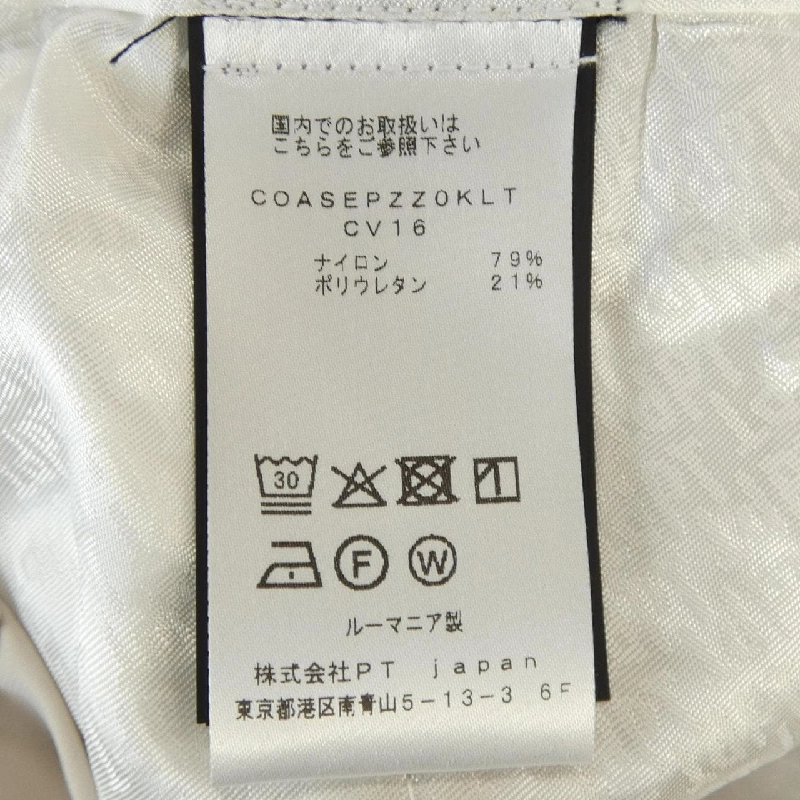 国内でのお取扱いは
こちらをご参照下さい
COASEPZZ0KLT
CV16
ナイロン 79%
ポリウレタン 21%
30
F W
ルーマニア製
株式会社PT japan
東京都港区南青山5-13-3 6F